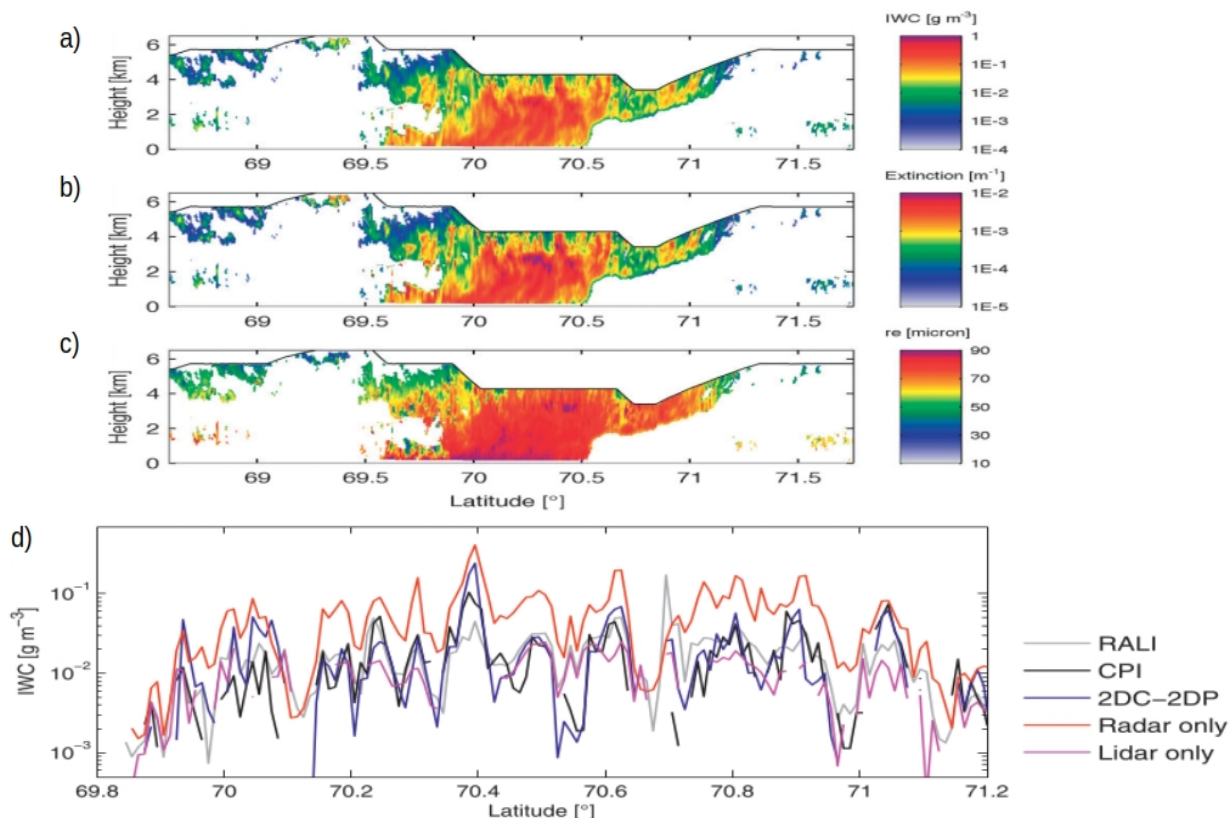 a)
IWC [g m⁻³]
Height [km]
6
4
2
0
1
1E-1
1E-2
1E-3
1E-4
69 69.5 70 70.5 71 71.5
b)
Extinction [m⁻¹]
Height [km]
6
4
2
0
1E-2
1E-3
1E-4
1E-5
69 69.5 70 70.5 71 71.5
c)
re [micron]
Height [km]
6
4
2
0
90
70
50
30
10
69 69.5 70 70.5 71 71.5
Latitude [°]
d)
IWC [g m⁻³]
10⁻¹
10⁻²
10⁻³
RALI
CPI
2DC−2DP
Radar only
Lidar only
69.8 70 70.2 70.4 70.6 70.8 71 71.2
Latitude [°]